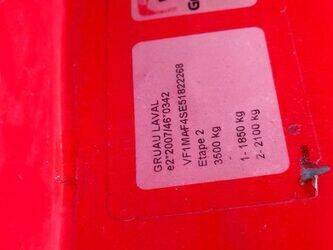 GRUAU LAVAL
e2*2007/46*0342
VF1MAF4SE51822268
Etape 2
3500 kg
1- 1850 kg
2- 2100 kg